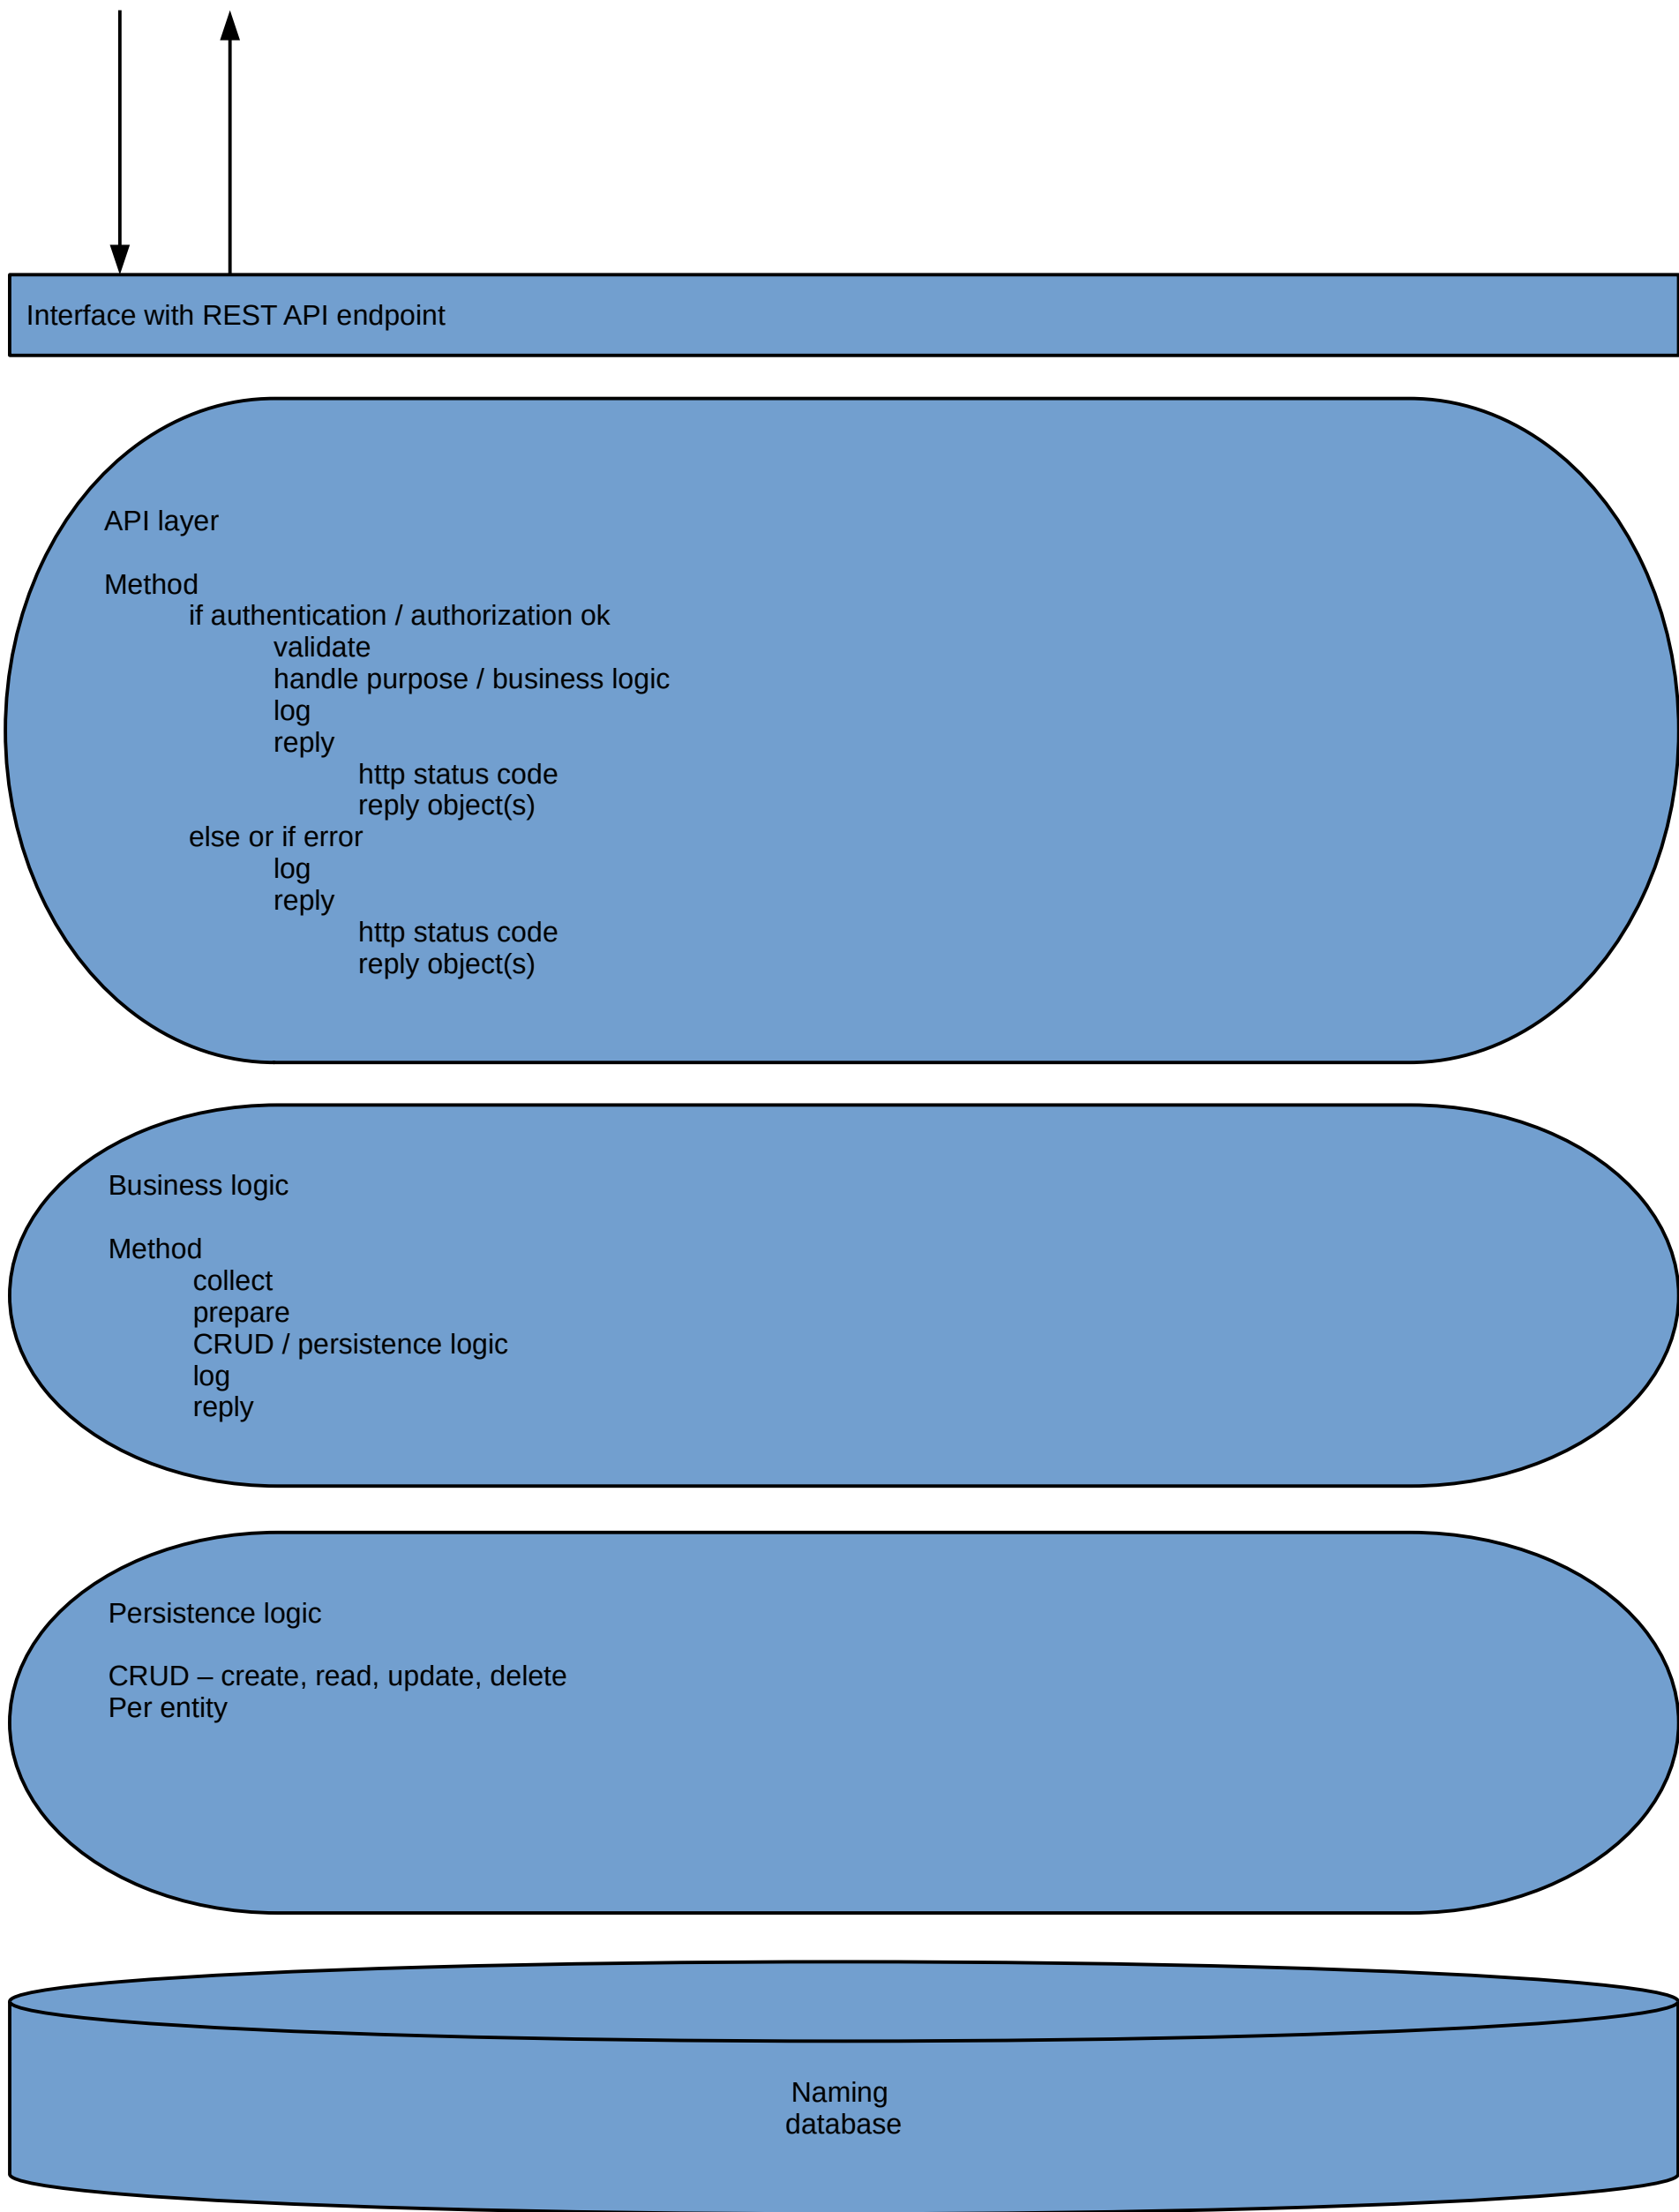 Interface with REST API endpoint
API layer
Method
if authentication / authorization ok
validate
handle purpose / business logic
log
reply
http status code
reply object(s)
else or if error
log
reply
http status code
reply object(s)
Business logic
Method
collect
prepare
CRUD / persistence logic
log
reply
Persistence logic
CRUD – create, read, update, delete
Per entity
Naming
database